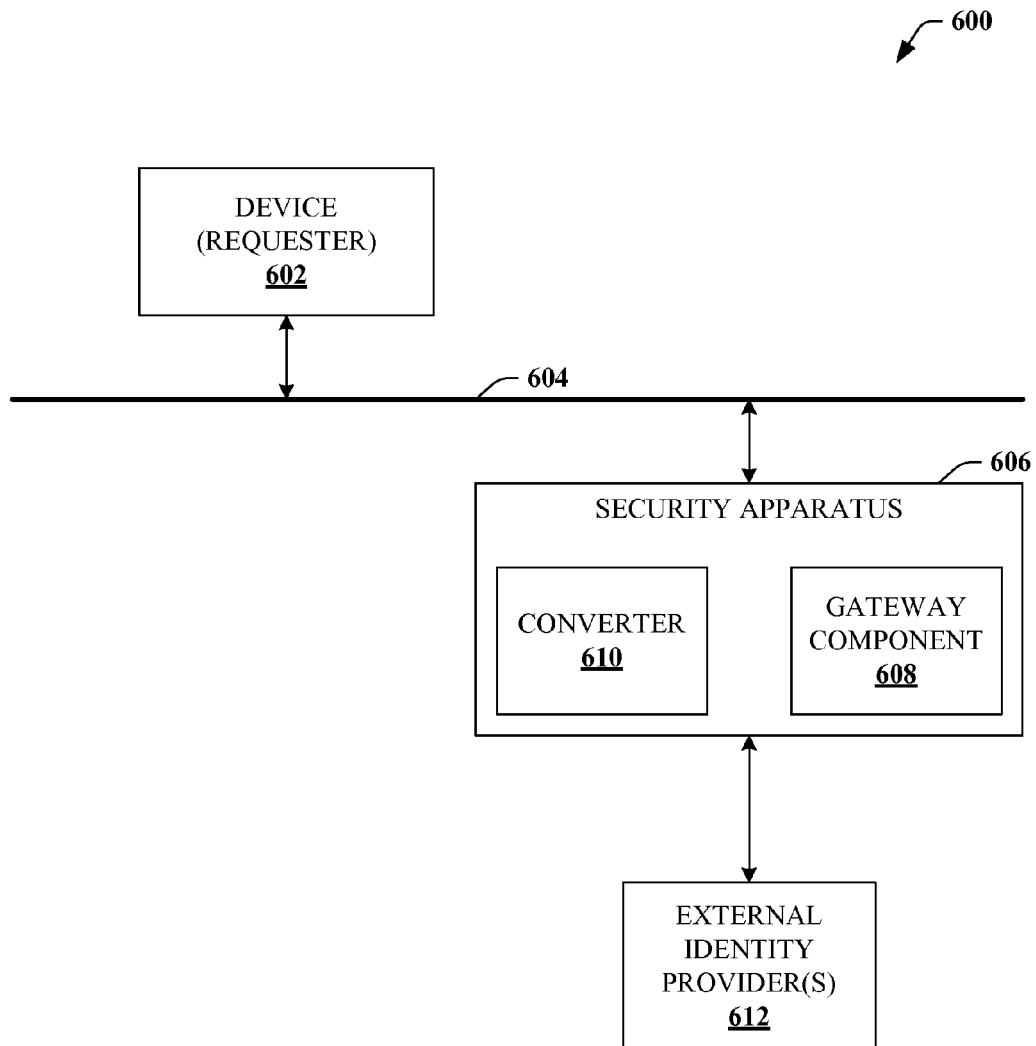 600
DEVICE
(REQUESTER)
602
604
606
SECURITY APPARATUS
CONVERTER
610
GATEWAY
COMPONENT
608
EXTERNAL
IDENTITY
PROVIDER(S)
612